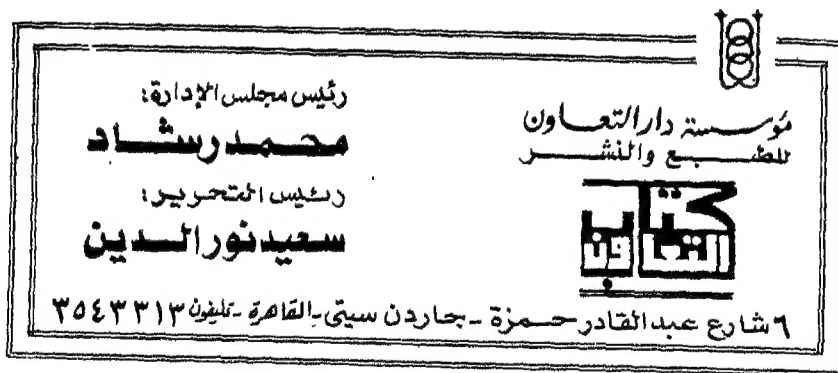 مؤسسة دار التعاون
للطبع والنشر
كتاب
التعاون
رئيس مجلس الإدارة:
محمد رشاد
رئيس التحرير:
سعيد نور الدين
٦ شارع عبد القادر حمزة - جاردن سيتى - القاهرة - تليفون ٣٥٤٣٣١٣